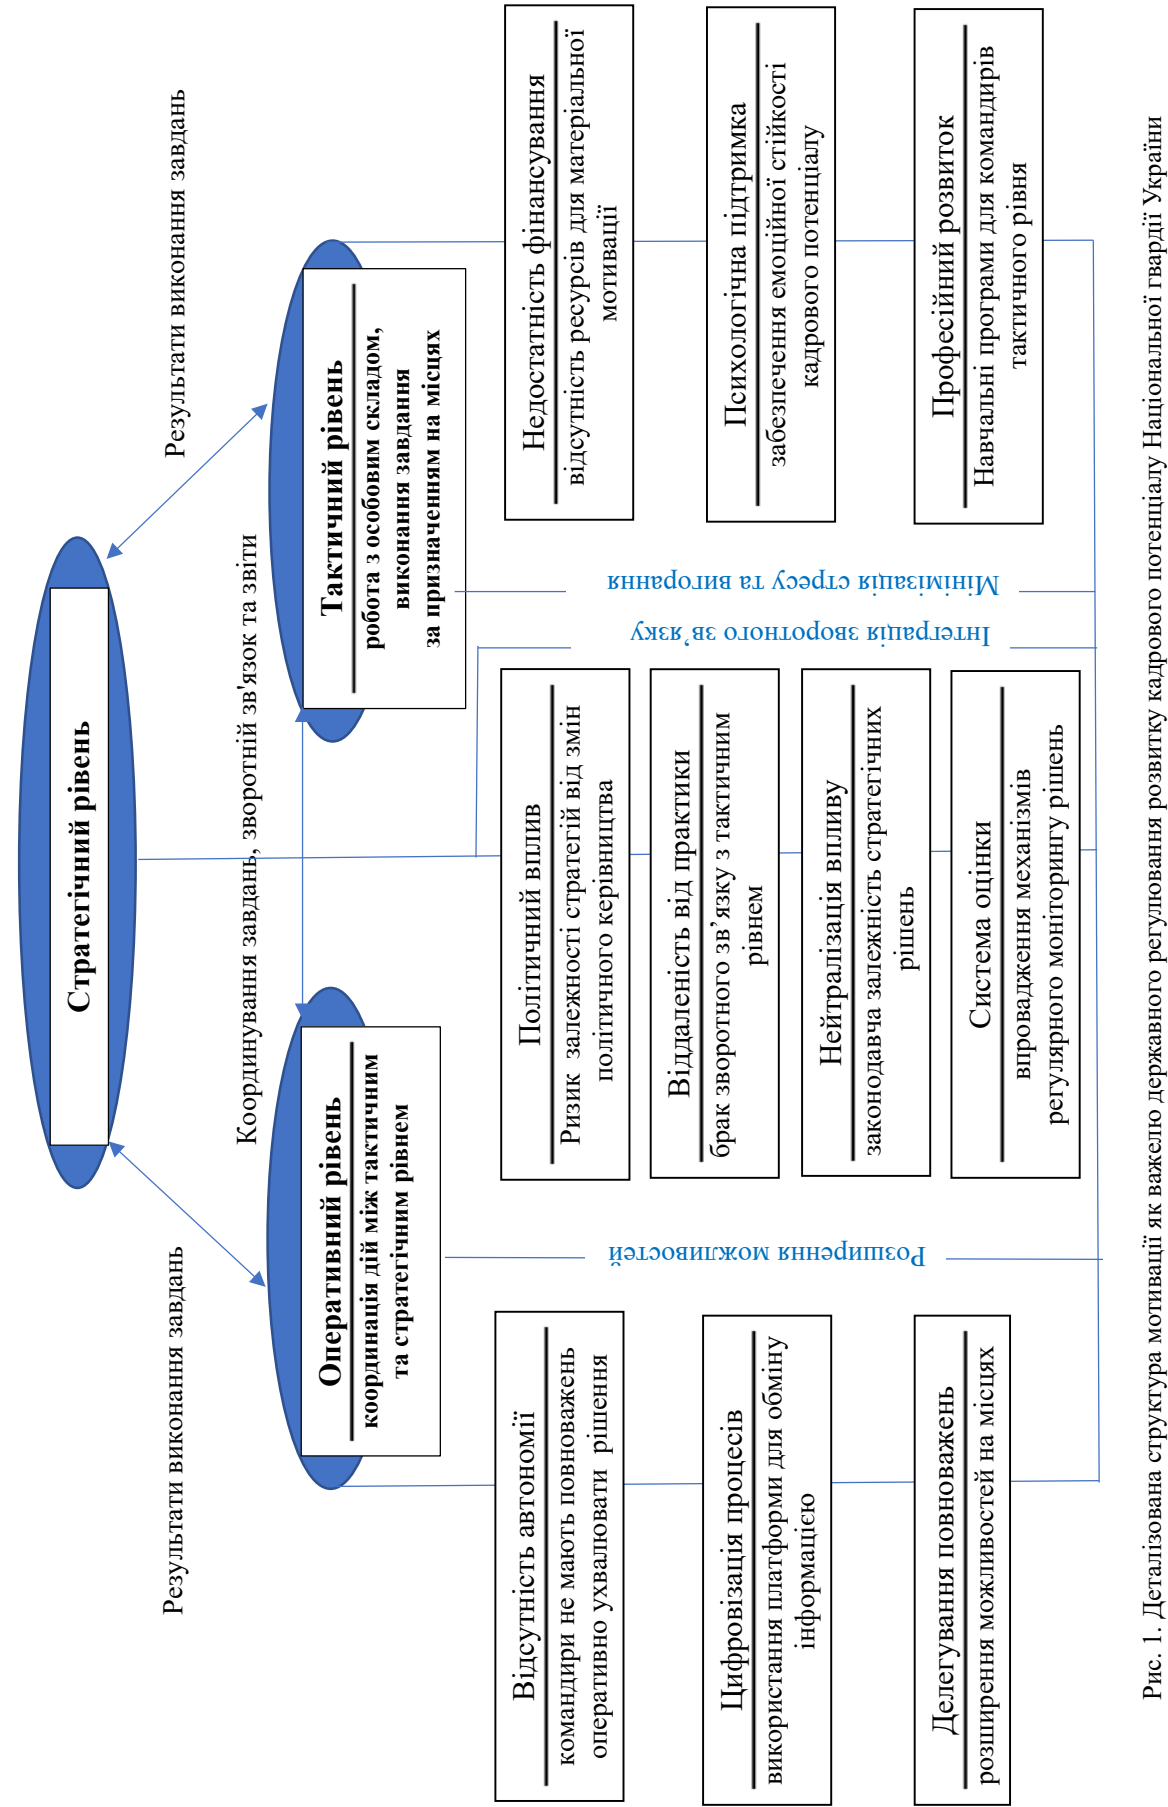 Стратегічний рівень
Результати виконання завдань
Координування завдань, зворотній зв'язок та звіти
Результати виконання завдань
Оперативний рівень
координація дій між тактичним
та стратегічним рівнем
Тактичний рівень
робота з особовим складом,
виконання завдання
за призначенням на місцях
Відсутність автономії
командири не мають повноважень
оперативно ухвалювати рішення
Цифровізація процесів
використання платформи для обміну
інформацією
Делегування повноважень
розширення можливостей на місцях
Розширення можливостей
Політичний вплив
Ризик залежності стратегій від змін
політичного керівництва
Віддаленість від практики
брак зворотного зв’язку з тактичним
рівнем
Нейтралізація впливу
законодавча залежність стратегічних
рішень
Система оцінки
впровадження механізмів
регулярного моніторингу рішень
Інтеграція зворотного зв’язку
Мінімізація стресу та вигорання
Недостатність фінансування
відсутність ресурсів для матеріальної
мотивації
Психологічна підтримка
забезпечення емоційної стійкості
кадрового потенціалу
Професійний розвиток
Навчальні програми для командирів
тактичного рівня
Рис. 1. Деталізована структура мотивації як важелю державного регулювання розвитку кадрового потенціалу Національної гвардії України